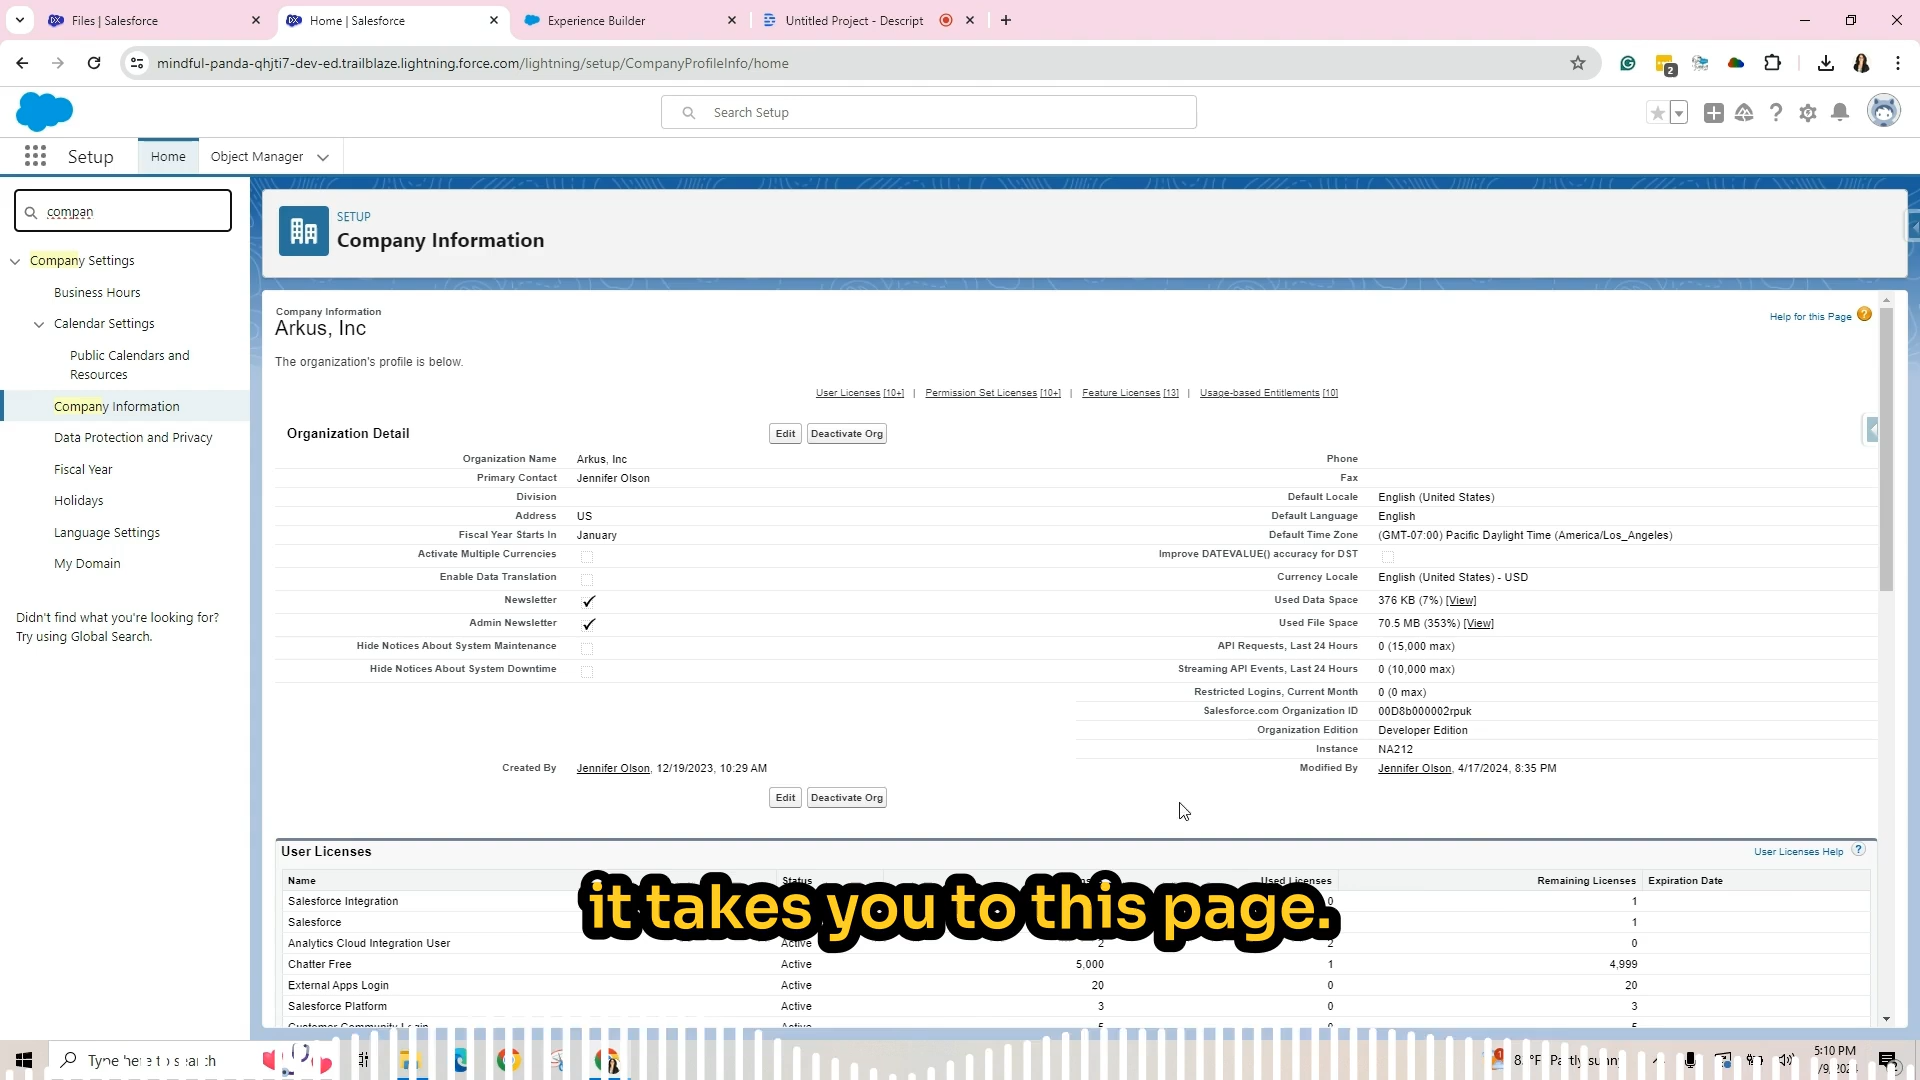 Files | Salesforce
Home | Salesforce
Experience Builder
Untitled Project - Descript
mindful-panda-qhjti7-dev-ed.trailblaze.lightning.force.com/lightning/setup/CompanyProfileInfo/home
2
Search Setup
Setup
Home
Object Manager
compan
Company Settings
Business Hours
Calendar Settings
Public Calendars and
Resources
Company Information
Data Protection and Privacy
Fiscal Year
Holidays
Language Settings
My Domain
Didn't find what you're looking for?
Try using Global Search.
SETUP
Company Information
Company Information
Arkus, Inc
Help for this Page
The organization's profile is below.
User Licenses [10+] | Permission Set Licenses [10+] | Feature Licenses [13] | Usage-based Entitlements [10]
Organization Detail
Edit
Deactivate Org
Organization Name Arkus, Inc
Primary Contact Jennifer Olson
Division
Address US
Fiscal Year Starts In January
Activate Multiple Currencies
Enable Data Translation
Newsletter
Admin Newsletter
Hide Notices About System Maintenance
Hide Notices About System Downtime
Phone
Fax
Default Locale English (United States)
Default Language English
Default Time Zone (GMT-07:00) Pacific Daylight Time (America/Los_Angeles)
Improve DATEVALUE() accuracy for DST
Currency Locale English (United States) - USD
Used Data Space 376 KB (7%) [View]
Used File Space 70.5 MB (353%) [View]
API Requests, Last 24 Hours 0 (15,000 max)
Streaming API Events, Last 24 Hours 0 (10,000 max)
Restricted Logins, Current Month 0 (0 max)
Salesforce.com Organization ID 00D8b000002rpuk
Organization Edition Developer Edition
Instance NA212
Created By Jennifer Olson, 12/19/2023, 10:29 AM
Modified By Jennifer Olson, 4/17/2024, 8:35 PM
Edit
Deactivate Org
User Licenses
User Licenses Help
Name Status Used Licenses Remaining Licenses Expiration Date
Salesforce Integration 0 1
Salesforce 1
Analytics Cloud Integration User Active 2 2 0
Chatter Free Active 5,000 1 4,999
External Apps Login Active 20 0 20
Salesforce Platform Active 3 0 3
Customer Community Login Active 5 0 5
it takes you to this page.
Type here to search
Partly sunny
5:10 PM